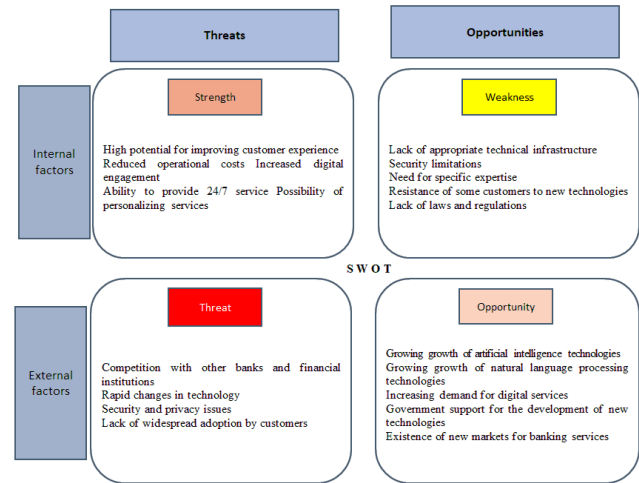 Threats
Opportunities
Internal
factors
Strength
High potential for improving customer experience
Reduced operational costs Increased digital
engagement
Ability to provide 24/7 service Possibility of
personalizing services
Weakness
Lack of appropriate technical infrastructure
Security limitations
Need for specific expertise
Resistance of some customers to new technologies
Lack of laws and regulations
S W O T
External
factors
Threat
Competition with other banks and financial
institutions
Rapid changes in technology
Security and privacy issues
Lack of widespread adoption by customers
Opportunity
Growing growth of artificial intelligence technologies
Growing growth of natural language processing
technologies
Increasing demand for digital services
Government support for the development of new
technologies
Existence of new markets for banking services